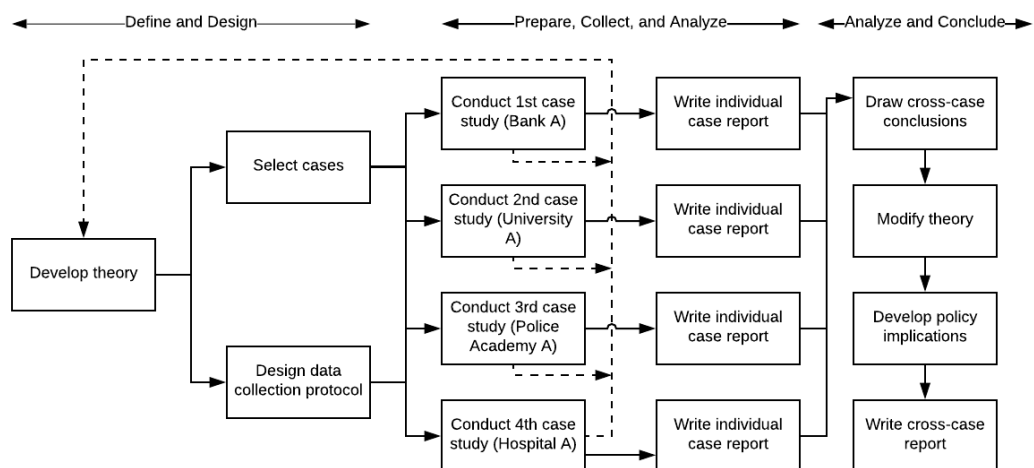 Define and Design
Prepare, Collect, and Analyze
Analyze and Conclude
Develop theory
Select cases
Design data
collection protocol
Conduct 1st case
study (Bank A)
Write individual
case report
Conduct 2nd case
study (University
A)
Write individual
case report
Conduct 3rd case
study (Police
Academy A)
Write individual
case report
Conduct 4th case
study (Hospital A)
Write individual
case report
Draw cross-case
conclusions
Modify theory
Develop policy
implications
Write cross-case
report